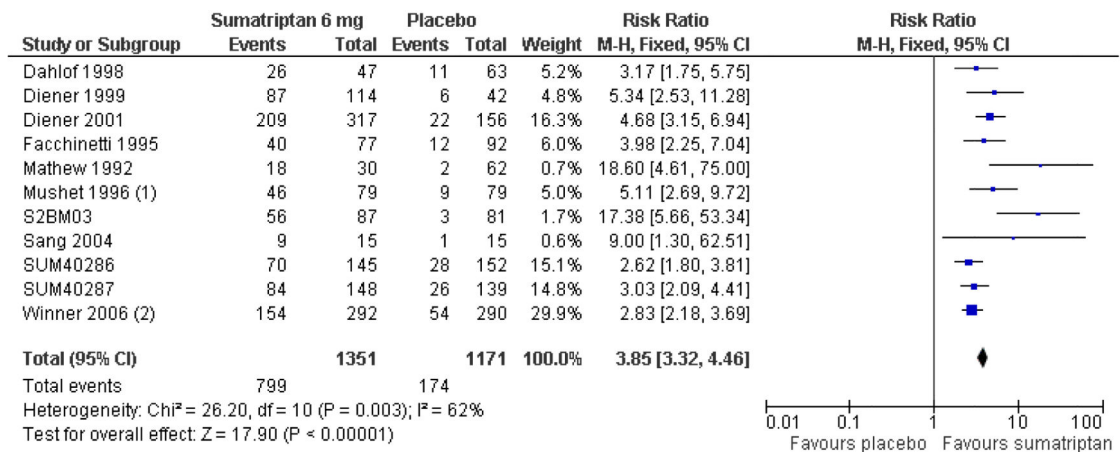 Sumatriptan 6 mg Placebo Risk Ratio Risk Ratio
Study or Subgroup Events Total Events Total Weight M-H, Fixed, 95% CI M-H, Fixed, 95% CI
Dahlof 1998 26 47 11 63 5.2% 3.17 [1.75, 5.75]
Diener 1999 87 114 6 42 4.8% 5.34 [2.53, 11.28]
Diener 2001 209 317 22 156 16.3% 4.68 [3.15, 6.94]
Facchinetti 1995 40 77 12 92 6.0% 3.98 [2.25, 7.04]
Mathew 1992 18 30 2 62 0.7% 18.60 [4.61, 75.00]
Mushet 1996 (1) 46 79 9 79 5.0% 5.11 [2.69, 9.72]
S2BM03 56 87 3 81 1.7% 17.38 [5.66, 53.34]
Sang 2004 9 15 1 15 0.6% 9.00 [1.30, 62.51]
SUM40286 70 145 28 152 15.1% 2.62 [1.80, 3.81]
SUM40287 84 148 26 139 14.8% 3.03 [2.09, 4.41]
Winner 2006 (2) 154 292 54 290 29.9% 2.83 [2.18, 3.69]
Total (95% CI) 1351 1171 100.0% 3.85 [3.32, 4.46]
Total events 799 174
Heterogeneity: Chi² = 26.20, df = 10 (P = 0.003); I² = 62%
Test for overall effect: Z = 17.90 (P < 0.00001)
0.01 0.1 1 10 100
Favours placebo Favours sumatriptan